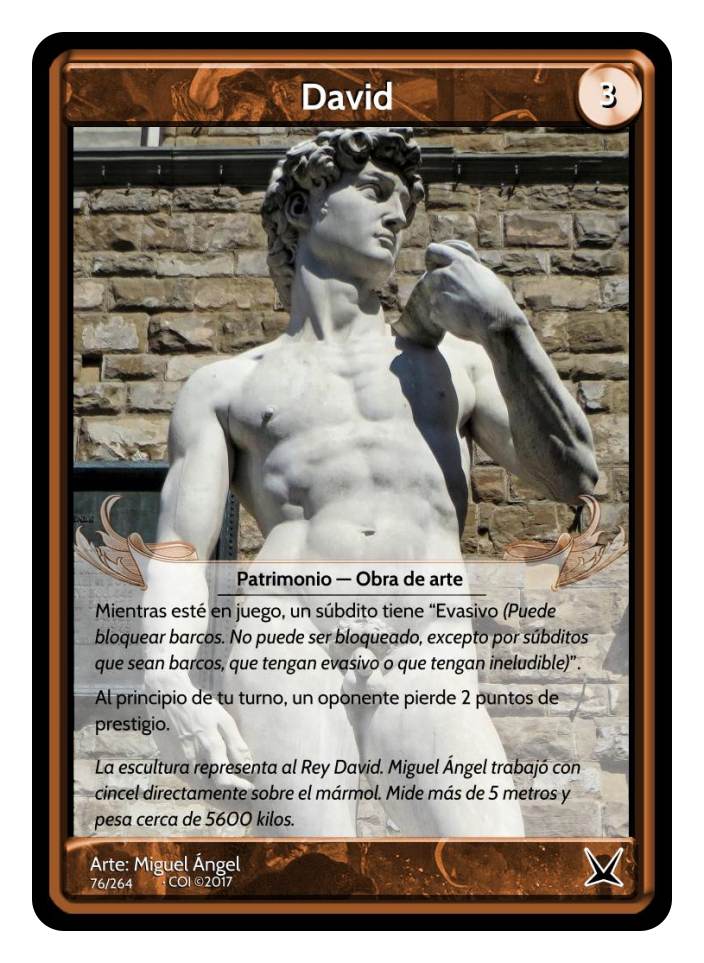 David
3
Patrimonio — Obra de arte
Mientras esté en juego, un súbdito tiene “Evasivo (Puede
bloquear barcos. No puede ser bloqueado, excepto por súbditos
que sean barcos, que tengan evasivo o que tengan ineludible)”.
Al principio de tu turno, un oponente pierde 2 puntos de
prestigio.
La escultura representa al Rey David. Miguel Ángel trabajó con
cincel directamente sobre el mármol. Mide más de 5 metros y
pesa cerca de 5600 kilos.
Arte: Miguel Ángel
76/264 · COI ©2017